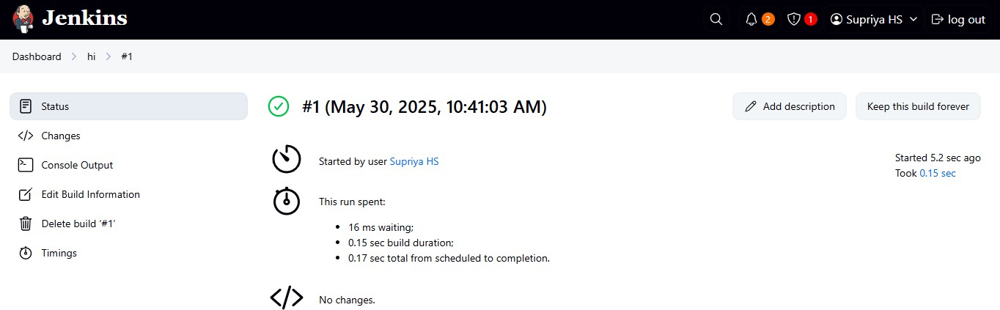 Jenkins
2
1
Supriya HS
log out
Dashboard
hi
#1
Status
Changes
Console Output
Edit Build Information
Delete build ‘#1’
Timings
#1 (May 30, 2025, 10:41:03 AM)
Add description
Keep this build forever
Started by user Supriya HS
Started 5.2 sec ago
Took 0.15 sec
This run spent:
16 ms waiting;
0.15 sec build duration;
0.17 sec total from scheduled to completion.
No changes.